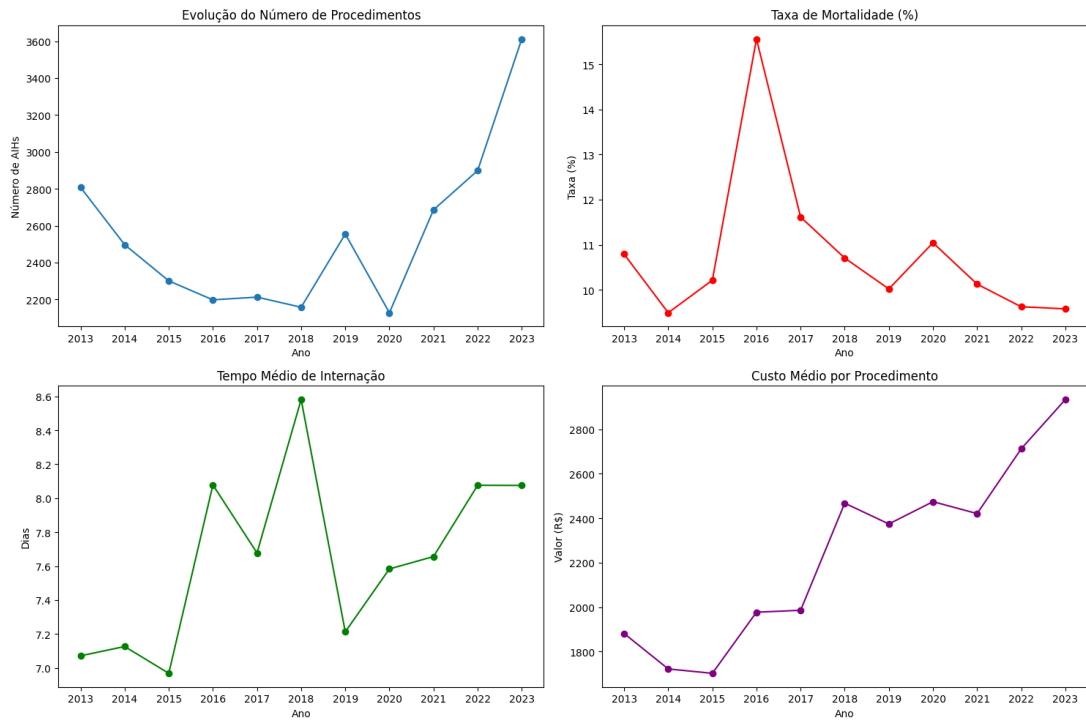 Evolução do Número de Procedimentos
Número de AIHs
3600
3400
3200
3000
2800
2600
2400
2200
2013 2014 2015 2016 2017 2018 2019 2020 2021 2022 2023
Ano
Taxa de Mortalidade (%)
Taxa (%)
15
14
13
12
11
10
2013 2014 2015 2016 2017 2018 2019 2020 2021 2022 2023
Ano
Tempo Médio de Internação
Dias
8.6
8.4
8.2
8.0
7.8
7.6
7.4
7.2
7.0
2013 2014 2015 2016 2017 2018 2019 2020 2021 2022 2023
Ano
Custo Médio por Procedimento
Valor (R$)
2800
2600
2400
2200
2000
1800
2013 2014 2015 2016 2017 2018 2019 2020 2021 2022 2023
Ano